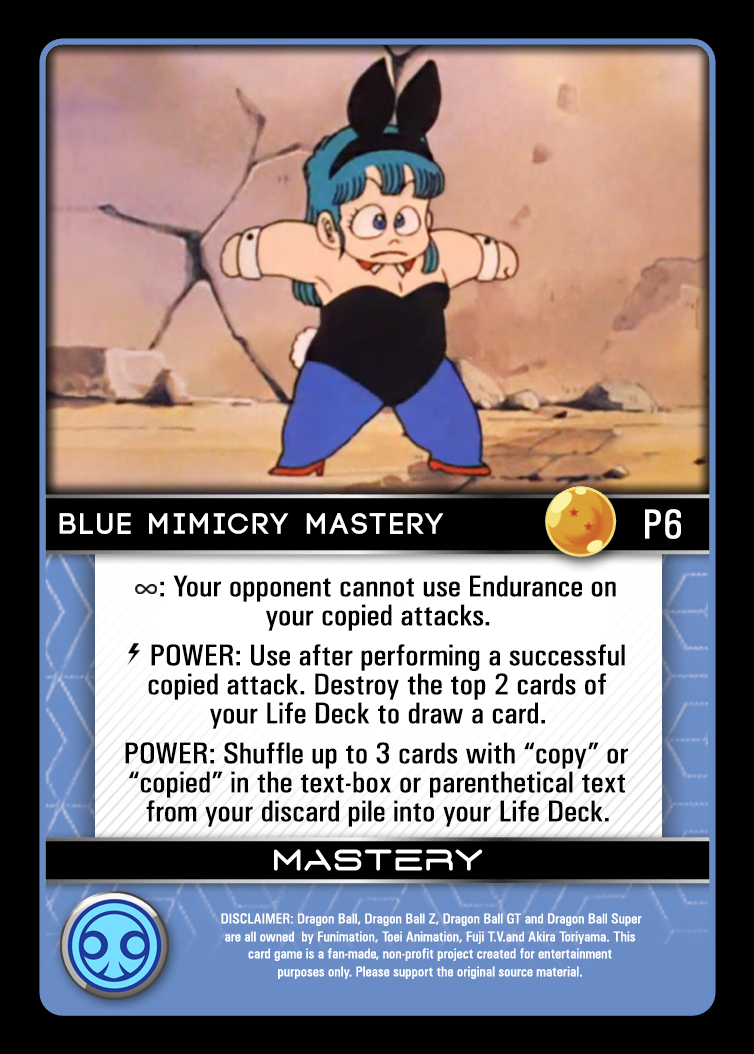 BLUE MIMICRY MASTERY
P6
∞: Your opponent cannot use Endurance on
your copied attacks.
POWER: Use after performing a successful
copied attack. Destroy the top 2 cards of
your Life Deck to draw a card.
POWER: Shuffle up to 3 cards with “copy” or
“copied” in the text-box or parenthetical text
from your discard pile into your Life Deck.
MASTERY
DISCLAIMER: Dragon Ball, Dragon Ball Z, Dragon Ball GT and Dragon Ball Super
are all owned by Funimation, Toei Animation, Fuji T.V.and Akira Toriyama. This
card game is a fan-made, non-profit project created for entertainment
purposes only. Please support the original source material.